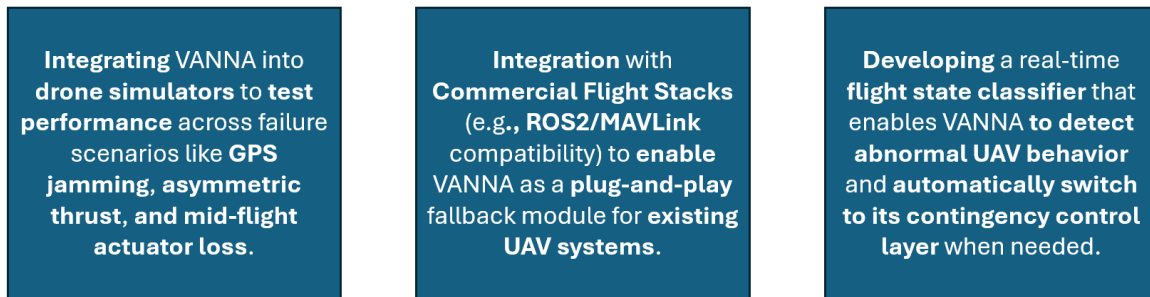 Integrating VANNA into
drone simulators to test
performance across failure
scenarios like GPS
jamming, asymmetric
thrust, and mid-flight
actuator loss.
Integration with
Commercial Flight Stacks
(e.g., ROS2/MAVLink
compatibility) to enable
VANNA as a plug-and-play
fallback module for existing
UAV systems.
Developing a real-time
flight state classifier that
enables VANNA to detect
abnormal UAV behavior
and automatically switch
to its contingency control
layer when needed.